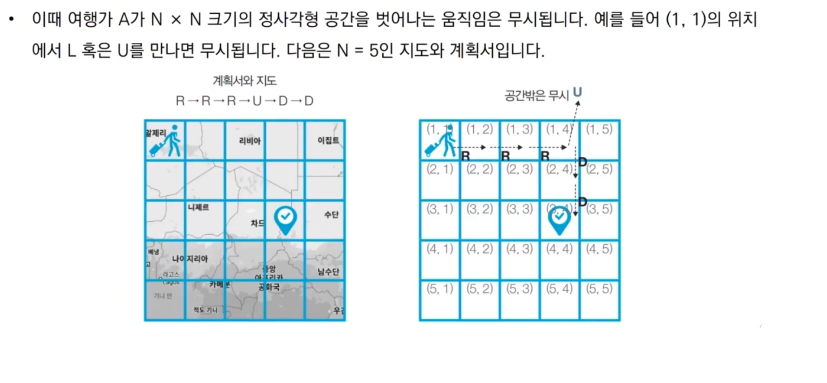 • 이때 여행가 A가 N × N 크기의 정사각형 공간을 벗어나는 움직임은 무시됩니다. 예를 들어 (1, 1)의 위치
에서 L 혹은 U를 만나면 무시됩니다. 다음은 N = 5인 지도와 계획서입니다.
계획서와 지도
R→R→R→U→D→D
알제리
리비아
이집트
니제르
차드
수단
베냉
나이지리아
라고스
Lagos
카메룬
중앙
아프리카
공화국
남수단
기니 만
적도 기니
우간
공간밖은 무시 U
(1, 1) (1, 2) (1, 3) (1, 4) (1, 5)
R R R D
(2, 1) (2, 2) (2, 3) (2, 4) (2, 5)
D
(3, 1) (3, 2) (3, 3) (3, 4) (3, 5)
(4, 1) (4, 2) (4, 3) (4, 4) (4, 5)
(5, 1) (5, 2) (5, 3) (5, 4) (5, 5)